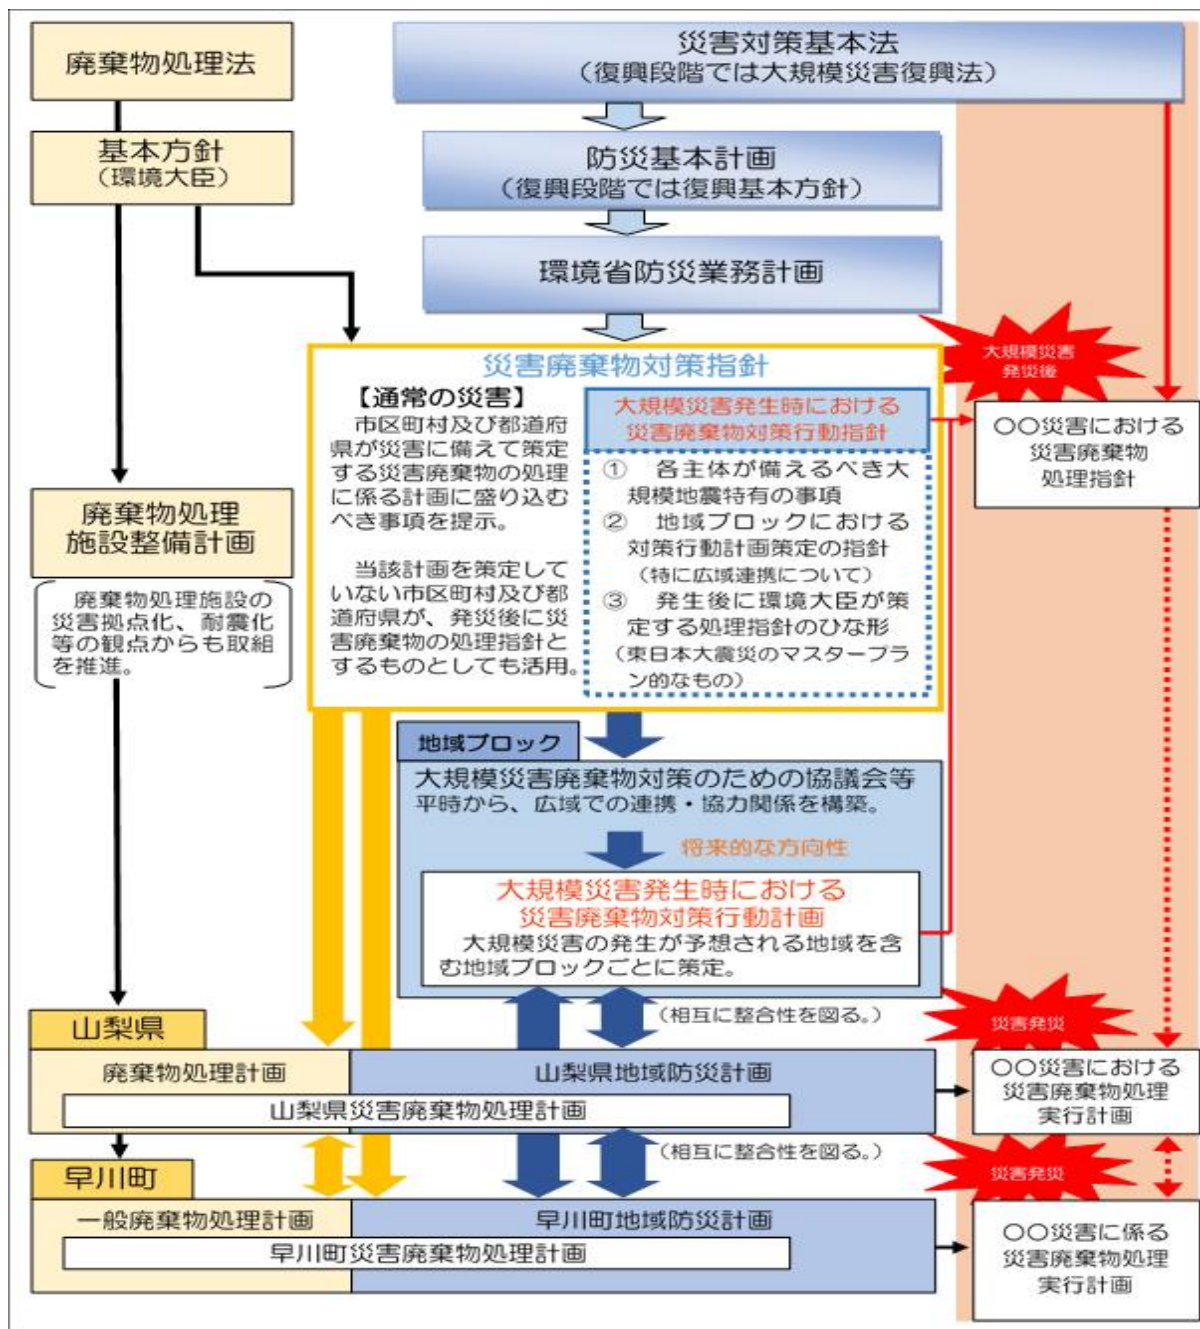 廃棄物処理法
基本方針
（環境大臣）
災害対策基本法
（復興段階では大規模災害復興法）
防災基本計画
（復興段階では復興基本方針）
環境省防災業務計画
災害廃棄物対策指針
【通常の災害】
市区町村及び都道府
県が災害に備えて策定
する災害廃棄物の処理
に係る計画に盛り込む
べき事項を提示。
当該計画を策定して
いない市区町村及び都
道府県が、発災後に災
害廃棄物の処理指針と
するものとしても活用。
大規模災害発生時における
災害廃棄物対策行動指針
① 各主体が備えるべき大
規模地震特有の事項
② 地域ブロックにおける
対策行動計画策定の指針
（特に広域連携について）
③ 発生後に環境大臣が策
定する処理指針のひな形
（東日本大震災のマスタープラ
ン的なもの）
大規模災害
発災後
〇〇災害における
災害廃棄物
処理指針
廃棄物処理
施設整備計画
廃棄物処理施設の
災害拠点化、耐震化
等の観点からも取組
を推進。
地域ブロック
大規模災害廃棄物対策のための協議会等
平時から、広域での連携・協力関係を構築。
将来的な方向性
大規模災害発生時における
災害廃棄物対策行動計画
大規模災害の発生が予想される地域を含
む地域ブロックごとに策定。
（相互に整合性を図る。）
災害発災
山梨県
廃棄物処理計画
山梨県地域防災計画
山梨県災害廃棄物処理計画
〇〇災害における
災害廃棄物処理
実行計画
（相互に整合性を図る。）
災害発災
早川町
一般廃棄物処理計画
早川町地域防災計画
早川町災害廃棄物処理計画
〇〇災害に係る
災害廃棄物処理
実行計画